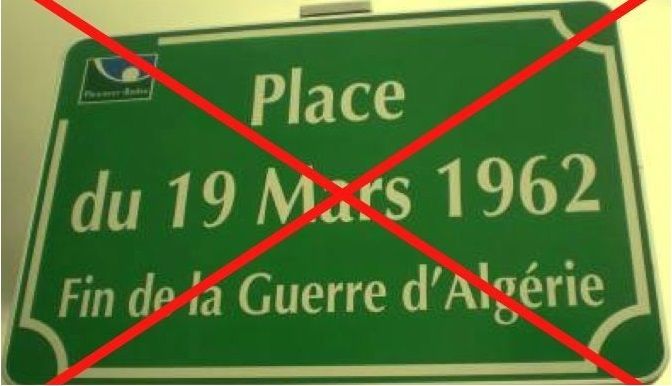 Place
du 19 Mars 1962
Fin de la Guerre d'Algérie